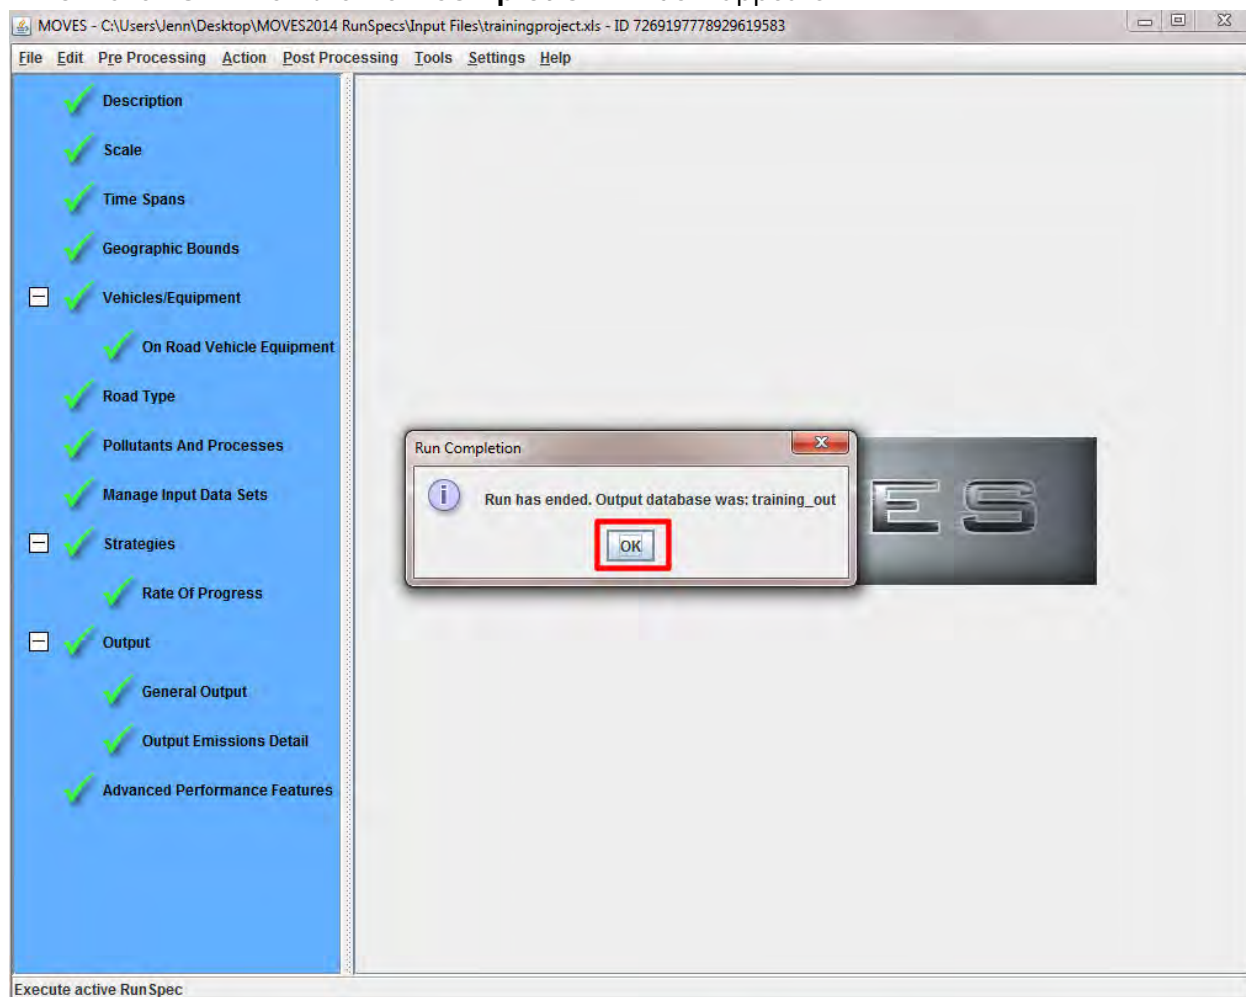 MOVES - C:\Users\Jenn\Desktop\MOVES2014 RunSpecs\Input Files\trainingproject.xls - ID 7269197778929619583
File Edit Pre Processing Action Post Processing Tools Settings Help
Description
Scale
Time Spans
Geographic Bounds
Vehicles/Equipment
On Road Vehicle Equipment
Road Type
Pollutants And Processes
Manage Input Data Sets
Strategies
Rate Of Progress
Output
General Output
Output Emissions Detail
Advanced Performance Features
Run Completion
Run has ended. Output database was: training_out
OK
ES
Execute active RunSpec